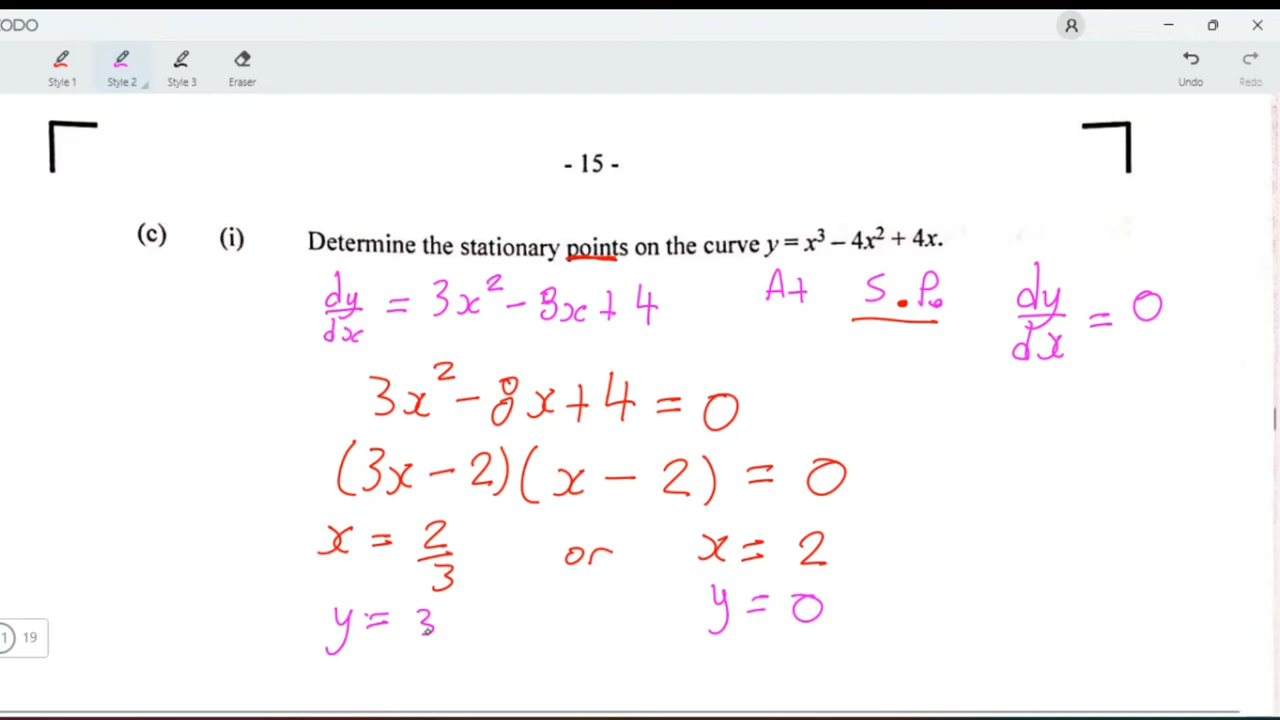 ODO
Style 1 Style 2 Style 3 Eraser Undo Redo
- 15 -
(c) (i) Determine the stationary points on the curve y = x³ – 4x² + 4x.
dy/dx = 3x² - 8x + 4 At S.P. dy/dx = 0
3x² - 8x + 4 = 0
(3x - 2)(x - 2) = 0
x = 2/3 or x = 2
y = 3 y = 0
1 19